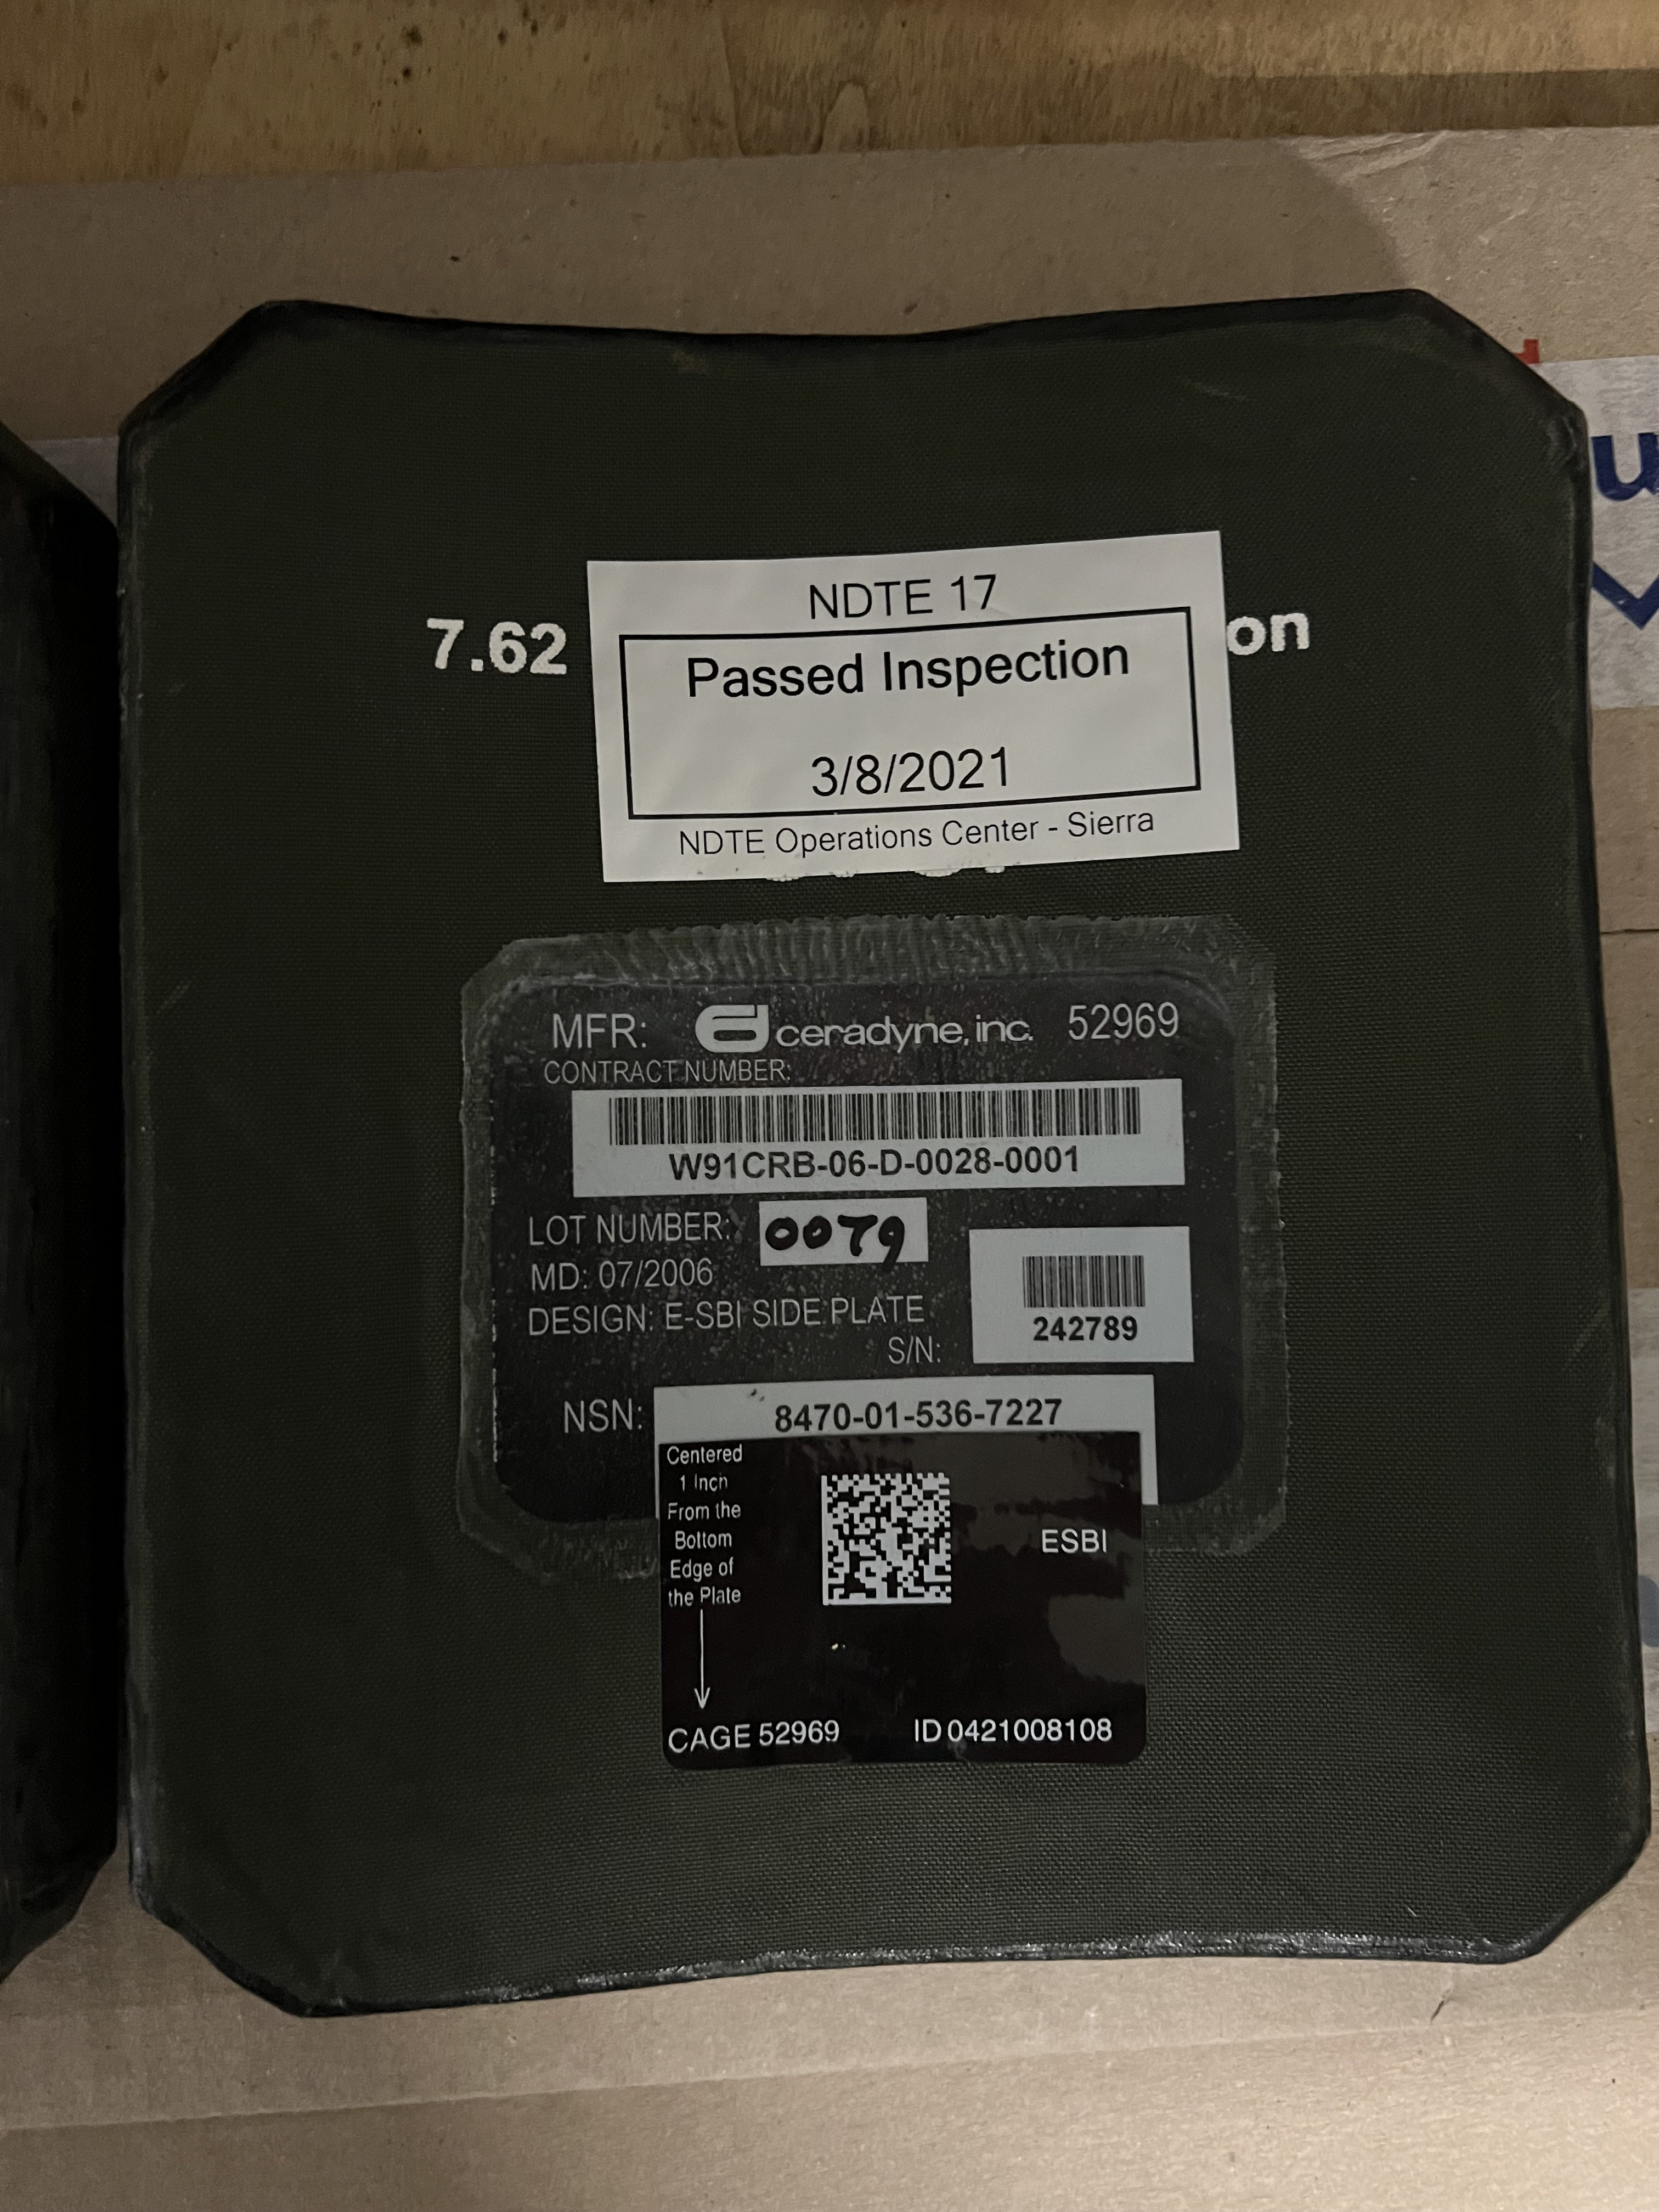 NDTE 17
7.62
on
Passed Inspection
3/8/2021
NDTE Operations Center - Sierra
MFR: ceradyne, inc. 52969
CONTRACT NUMBER:
W91CRB-06-D-0028-0001
LOT NUMBER: 0079
MD: 07/2006
DESIGN: E-SBI SIDE PLATE
S/N: 242789
NSN: 8470-01-536-7227
Centered
1 Inch
From the
Bottom
Edge of
the Plate
ESBI
CAGE 52969 ID 0421008108